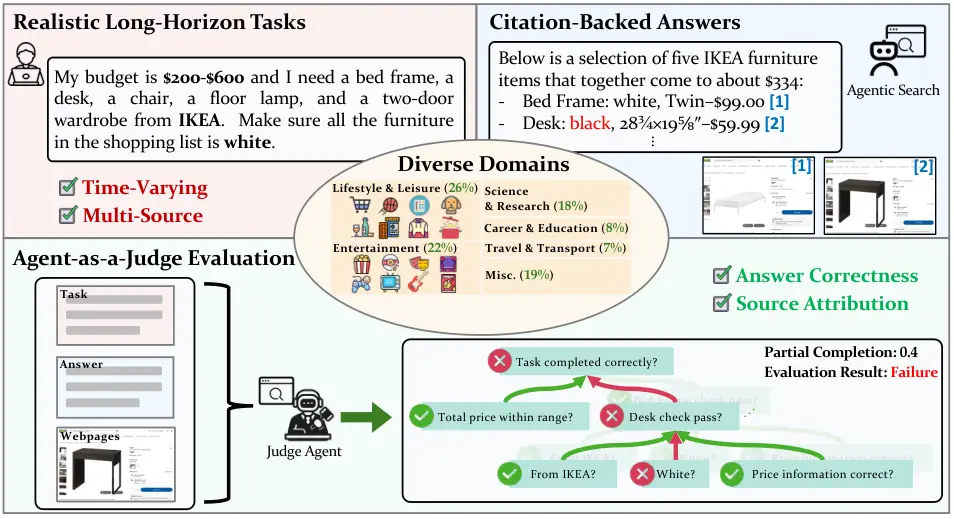 Realistic Long-Horizon Tasks
My budget is $200-$600 and I need a bed frame, a
desk, a chair, a floor lamp, and a two-door
wardrobe from IKEA. Make sure all the furniture
in the shopping list is white.
Time-Varying
Multi-Source
Citation-Backed Answers
Below is a selection of five IKEA furniture
items that together come to about $334:
- Bed Frame: white, Twin–$99.00 [1]
- Desk: black, 28¾×19⅝″–$59.99 [2]
⋮
Agentic Search
[1]
[2]
Diverse Domains
Lifestyle & Leisure (26%)
Entertainment (22%)
Science
& Research (18%)
Career & Education (8%)
Travel & Transport (7%)
Misc. (19%)
Agent-as-a-Judge Evaluation
Answer Correctness
Source Attribution
Task
Answer
Webpages
Judge Agent
Partial Completion: 0.4
Evaluation Result: Failure
Task completed correctly?
Total price within range?
Desk check pass?
From IKEA?
White?
Price information correct?